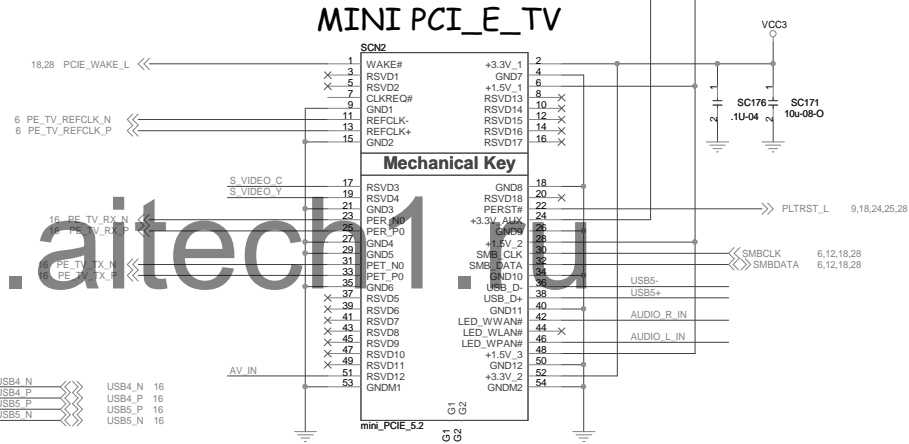 MINI PCI_E_TV
VCC3
SCN2
18,28 PCIE_WAKE_L 1 WAKE# +3.3V_1 2
3 RSVD1 GND7 4
5 RSVD2 +1.5V_1 6
7 CLKREQ# RSVD13 8
9 GND1 RSVD14 10
6 PE_TV_REFCLK_N 11 REFCLK- RSVD15 12
6 PE_TV_REFCLK_P 13 REFCLK+ RSVD16 14
15 GND2 RSVD17 16
1 1
SC176 SC171
.1U-04 10u-08-O
2 2
Mechanical Key
S_VIDEO_C 17 RSVD3 GND8 18
S_VIDEO_Y 19 RSVD4 RSVD18 20
21 GND3 PERST# 22 PLTRST_L 9,18,24,25,28
16 PE_TV_RX_N 23 PER_N0 +3.3V_AUX 24
16 PE_TV_RX_P 25 PER_P0 GND9 26
27 GND4 +1.5V_2 28
29 GND5 SMB_CLK 30 SMBCLK 6,12,18,28
16 PE_TV_TX_N 31 PET_N0 SMB_DATA 32 SMBDATA 6,12,18,28
16 PE_TV_TX_P 33 PET_P0 GND10 34
35 GND6 USB_D- 36 USB5-
37 RSVD5 USB_D+ 38 USB5+
39 RSVD6 GND11 40
41 RSVD7 LED_WWAN# 42 AUDIO_R_IN
43 RSVD8 LED_WLAN# 44
45 RSVD9 LED_WPAN# 46 AUDIO_L_IN
47 RSVD10 +1.5V_3 48
49 RSVD11 GND12 50
AV_IN 51 RSVD12 +3.3V_2 52
53 GNDM1 GNDM2 54
.aitech1.ru
USB4_N USB4_N 16
USB4_P USB4_P 16
USB5_P USB5_P 16
USB5_N USB5_N 16
G1
G2
mini_PCIE_5.2
G1
G2